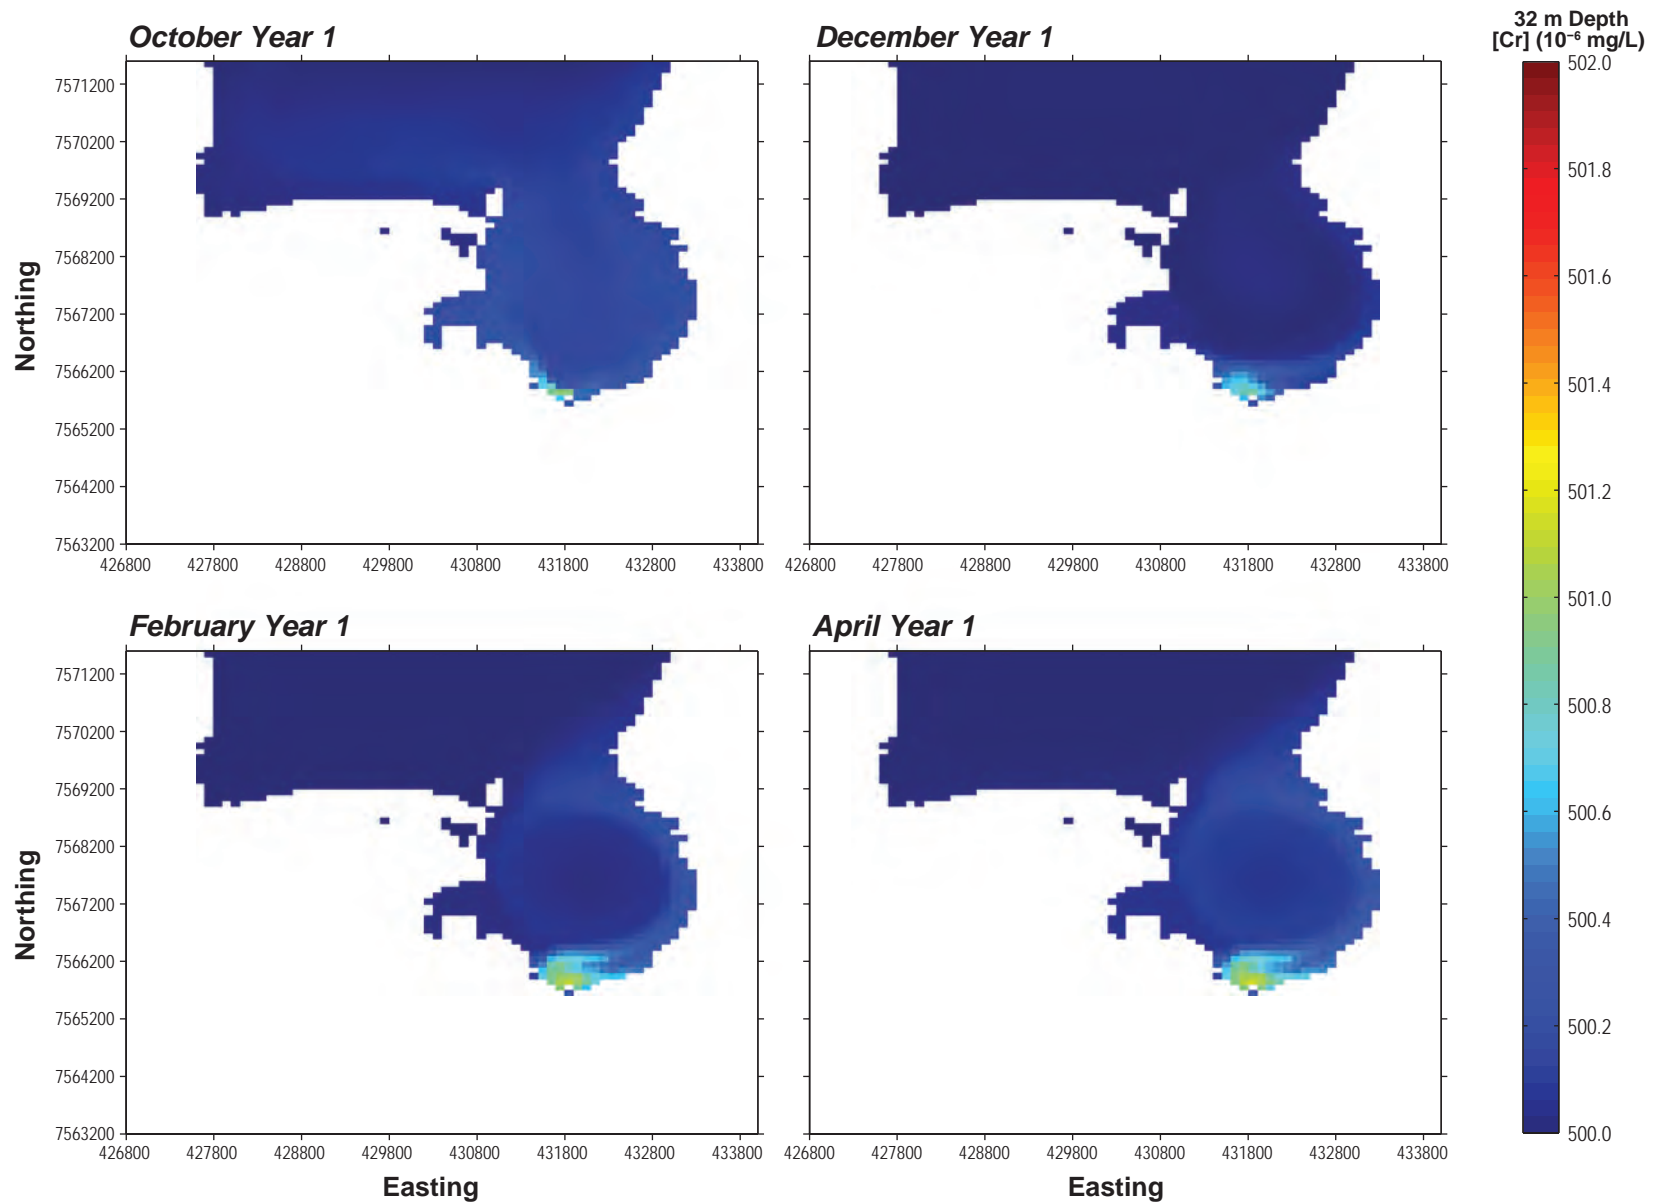 October Year 1
December Year 1
32 m Depth
[Cr] (10⁻⁶ mg/L)
7571200
7570200
7569200
7568200
7567200
7566200
7565200
7564200
7563200
Northing
426800 427800 428800 429800 430800 431800 432800 433800
426800 427800 428800 429800 430800 431800 432800 433800
502.0
501.8
501.6
501.4
501.2
501.0
500.8
500.6
500.4
500.2
500.0
February Year 1
April Year 1
7571200
7570200
7569200
7568200
7567200
7566200
7565200
7564200
7563200
Northing
426800 427800 428800 429800 430800 431800 432800 433800
426800 427800 428800 429800 430800 431800 432800 433800
Easting
Easting